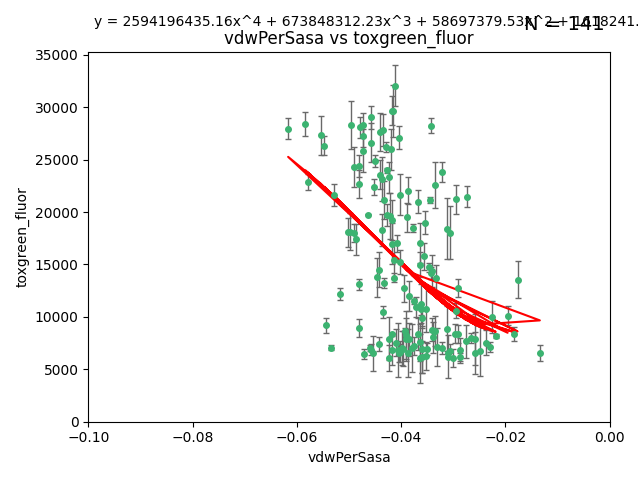 y = 2594196435.16x^4 + 673848312.23x^3 + 58697379.53x^2 + 1618241.
N = 141
vdwPerSasa vs toxgreen_fluor
35000
30000
25000
20000
15000
10000
5000
0
toxgreen_fluor
−0.10
−0.08
−0.06
−0.04
−0.02
0.00
vdwPerSasa